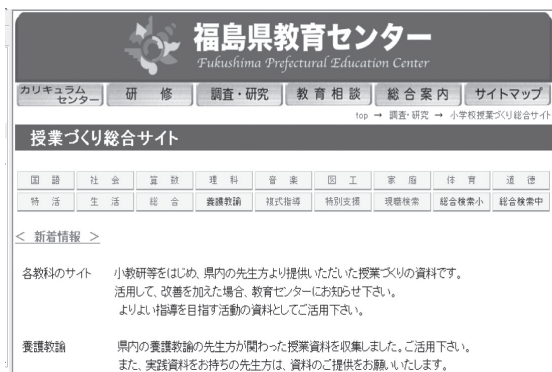 福島県教育センター
Fukushima Prefectural Education Center
カリキュラムセンター 研 修 調査・研究 教育相談 総合案内 サイトマップ
top → 調査・研究 → 小学校授業づくり総合サイト
授業づくり総合サイト
国 語 社 会 算 数 理 科 音 楽 図 工 家 庭 体 育 道 徳
特 活 生 活 総 合 養護教諭 複式指導 特別支援 現職検索 総合検索小 総合検索中
< 新着情報 >
各教科のサイト 小教研等をはじめ、県内の先生方より提供いただいた授業づくりの資料です。
活用して、改善を加えた場合、教育センターにお知らせ下さい。
よりよい指導を目指す活動の資料としてご活用下さい。
養護教諭 県内の養護教諭の先生方が関わった授業資料を収集しました。ご活用下さい。
また、実践資料をお持ちの先生方は、資料のご提供をお願いいたします。